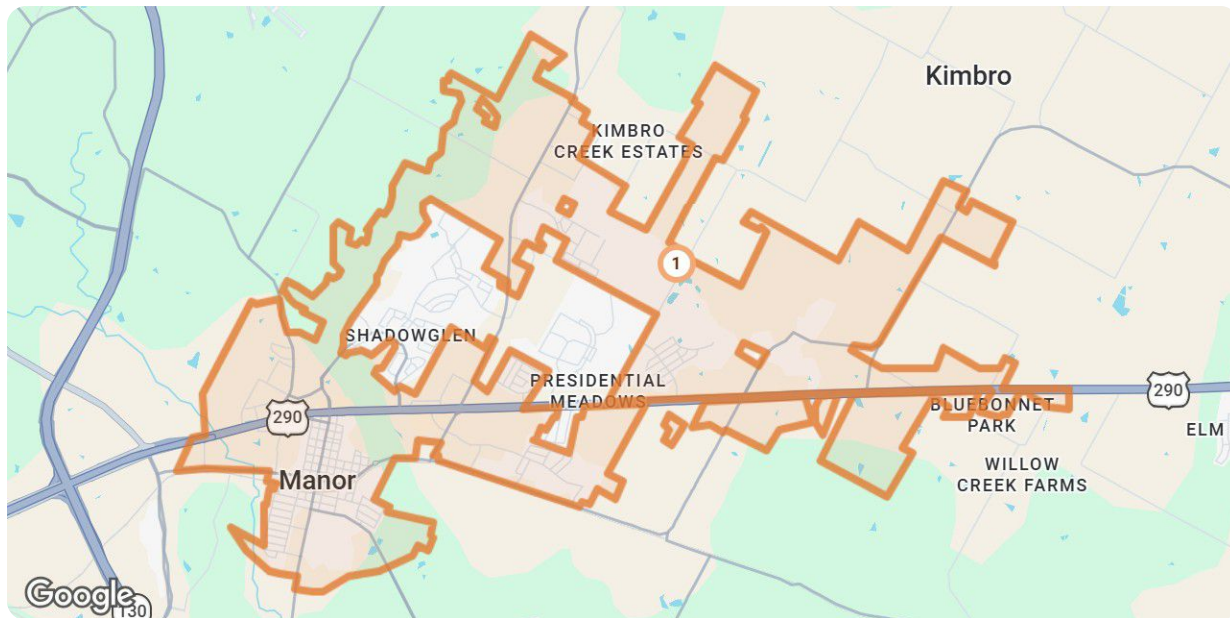 Kimbro
KIMBRO
CREEK ESTATES
1
SHADOWGLEN
PRESIDENTIAL
MEADOWS
290
290
BLUEBONNET
PARK
ELM
Manor
WILLOW
CREEK FARMS
Google
130